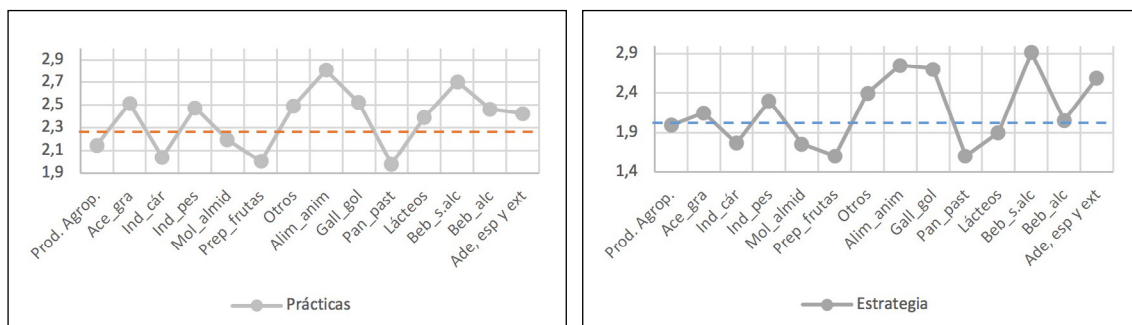 2,9
2,7
2,5
2,3
2,1
1,9
Prod. Agrop.
Ace_gra
Ind_cár
Ind_pes
Mol_almid
Prep_frutas
Otros
Alim_anim
Gall_gol
Pan_past
Lácteos
Beb_s.alc
Beb_alc
Ade, esp y ext
Prácticas
2,9
2,4
1,9
1,4
Prod. Agrop.
Ace_gra
Ind_cár
Ind_pes
Mol_almid
Prep_frutas
Otros
Alim_anim
Gall_gol
Pan_past
Lácteos
Beb_s.alc
Beb_alc
Ade, esp y ext
Estrategia